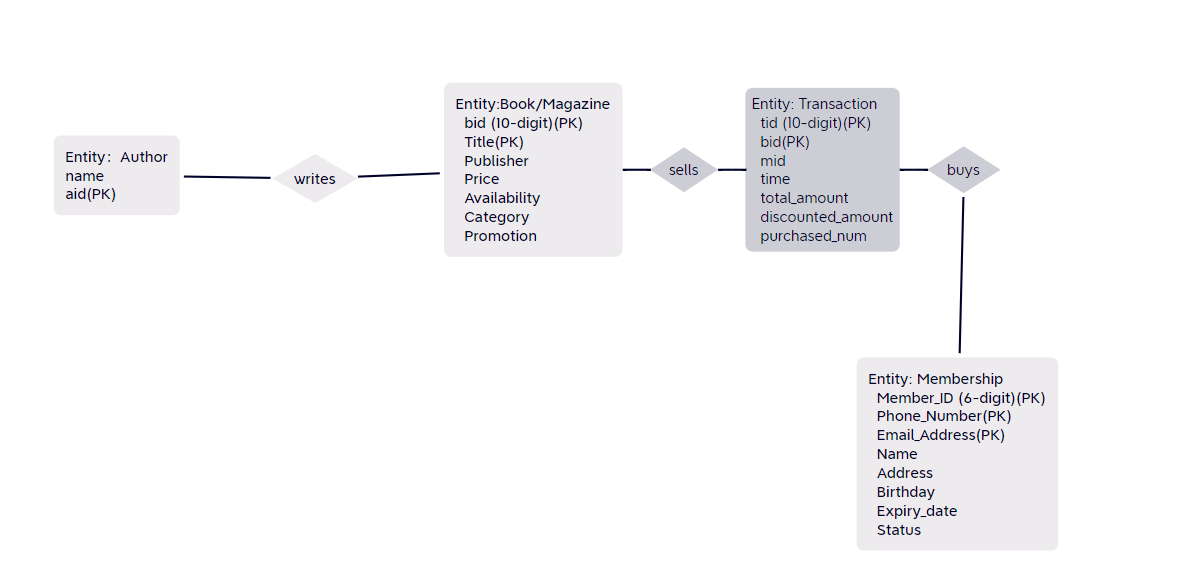 Entity: Author
name
aid(PK)
writes
Entity:Book/Magazine
bid (10-digit)(PK)
Title(PK)
Publisher
Price
Availability
Category
Promotion
sells
Entity: Transaction
tid (10-digit)(PK)
bid(PK)
mid
time
total_amount
discounted_amount
purchased_num
buys
Entity: Membership
Member_ID (6-digit)(PK)
Phone_Number(PK)
Email_Address(PK)
Name
Address
Birthday
Expiry_date
Status